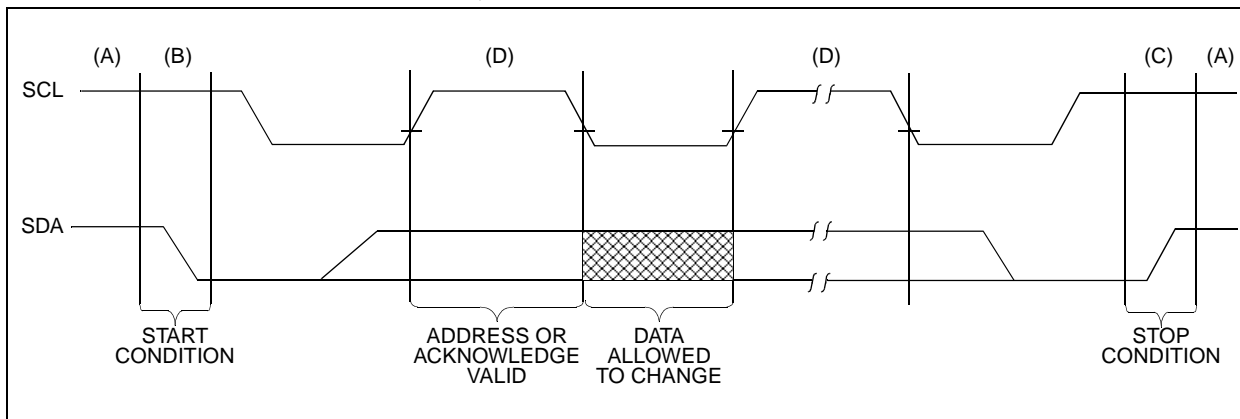 (A) (B) (D) (D) (C) (A)
SCL
SDA
START
CONDITION
ADDRESS OR
ACKNOWLEDGE
VALID
DATA
ALLOWED
TO CHANGE
STOP
CONDITION